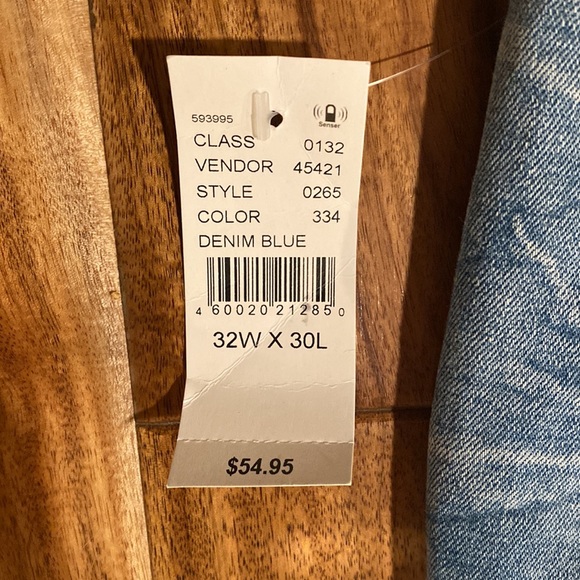 593995
Senser
CLASS 0132
VENDOR 45421
STYLE 0265
COLOR 334
DENIM BLUE
4 60020 21285 0
32W X 30L
$54.95